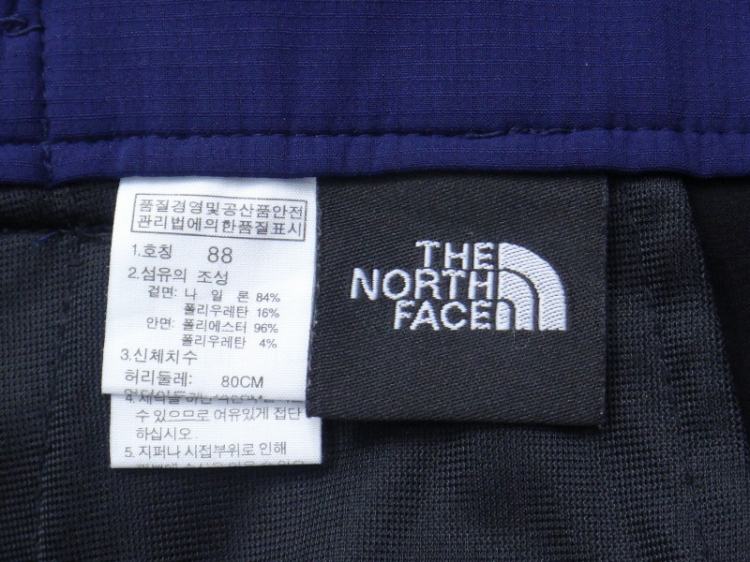 품질경영및공산품안전
관리법에의한품질표시
1.호칭 88
2.섬유의 조성
겉면: 나 일 론 84%
폴리우레탄 16%
안면: 폴리에스터 96%
폴리우레탄 4%
3.신체치수
허리둘레: 80CM
수 있으므로 여유있게 접단
하십시오.
5. 지퍼나 시접부위로 인해
THE
NORTH
FACE